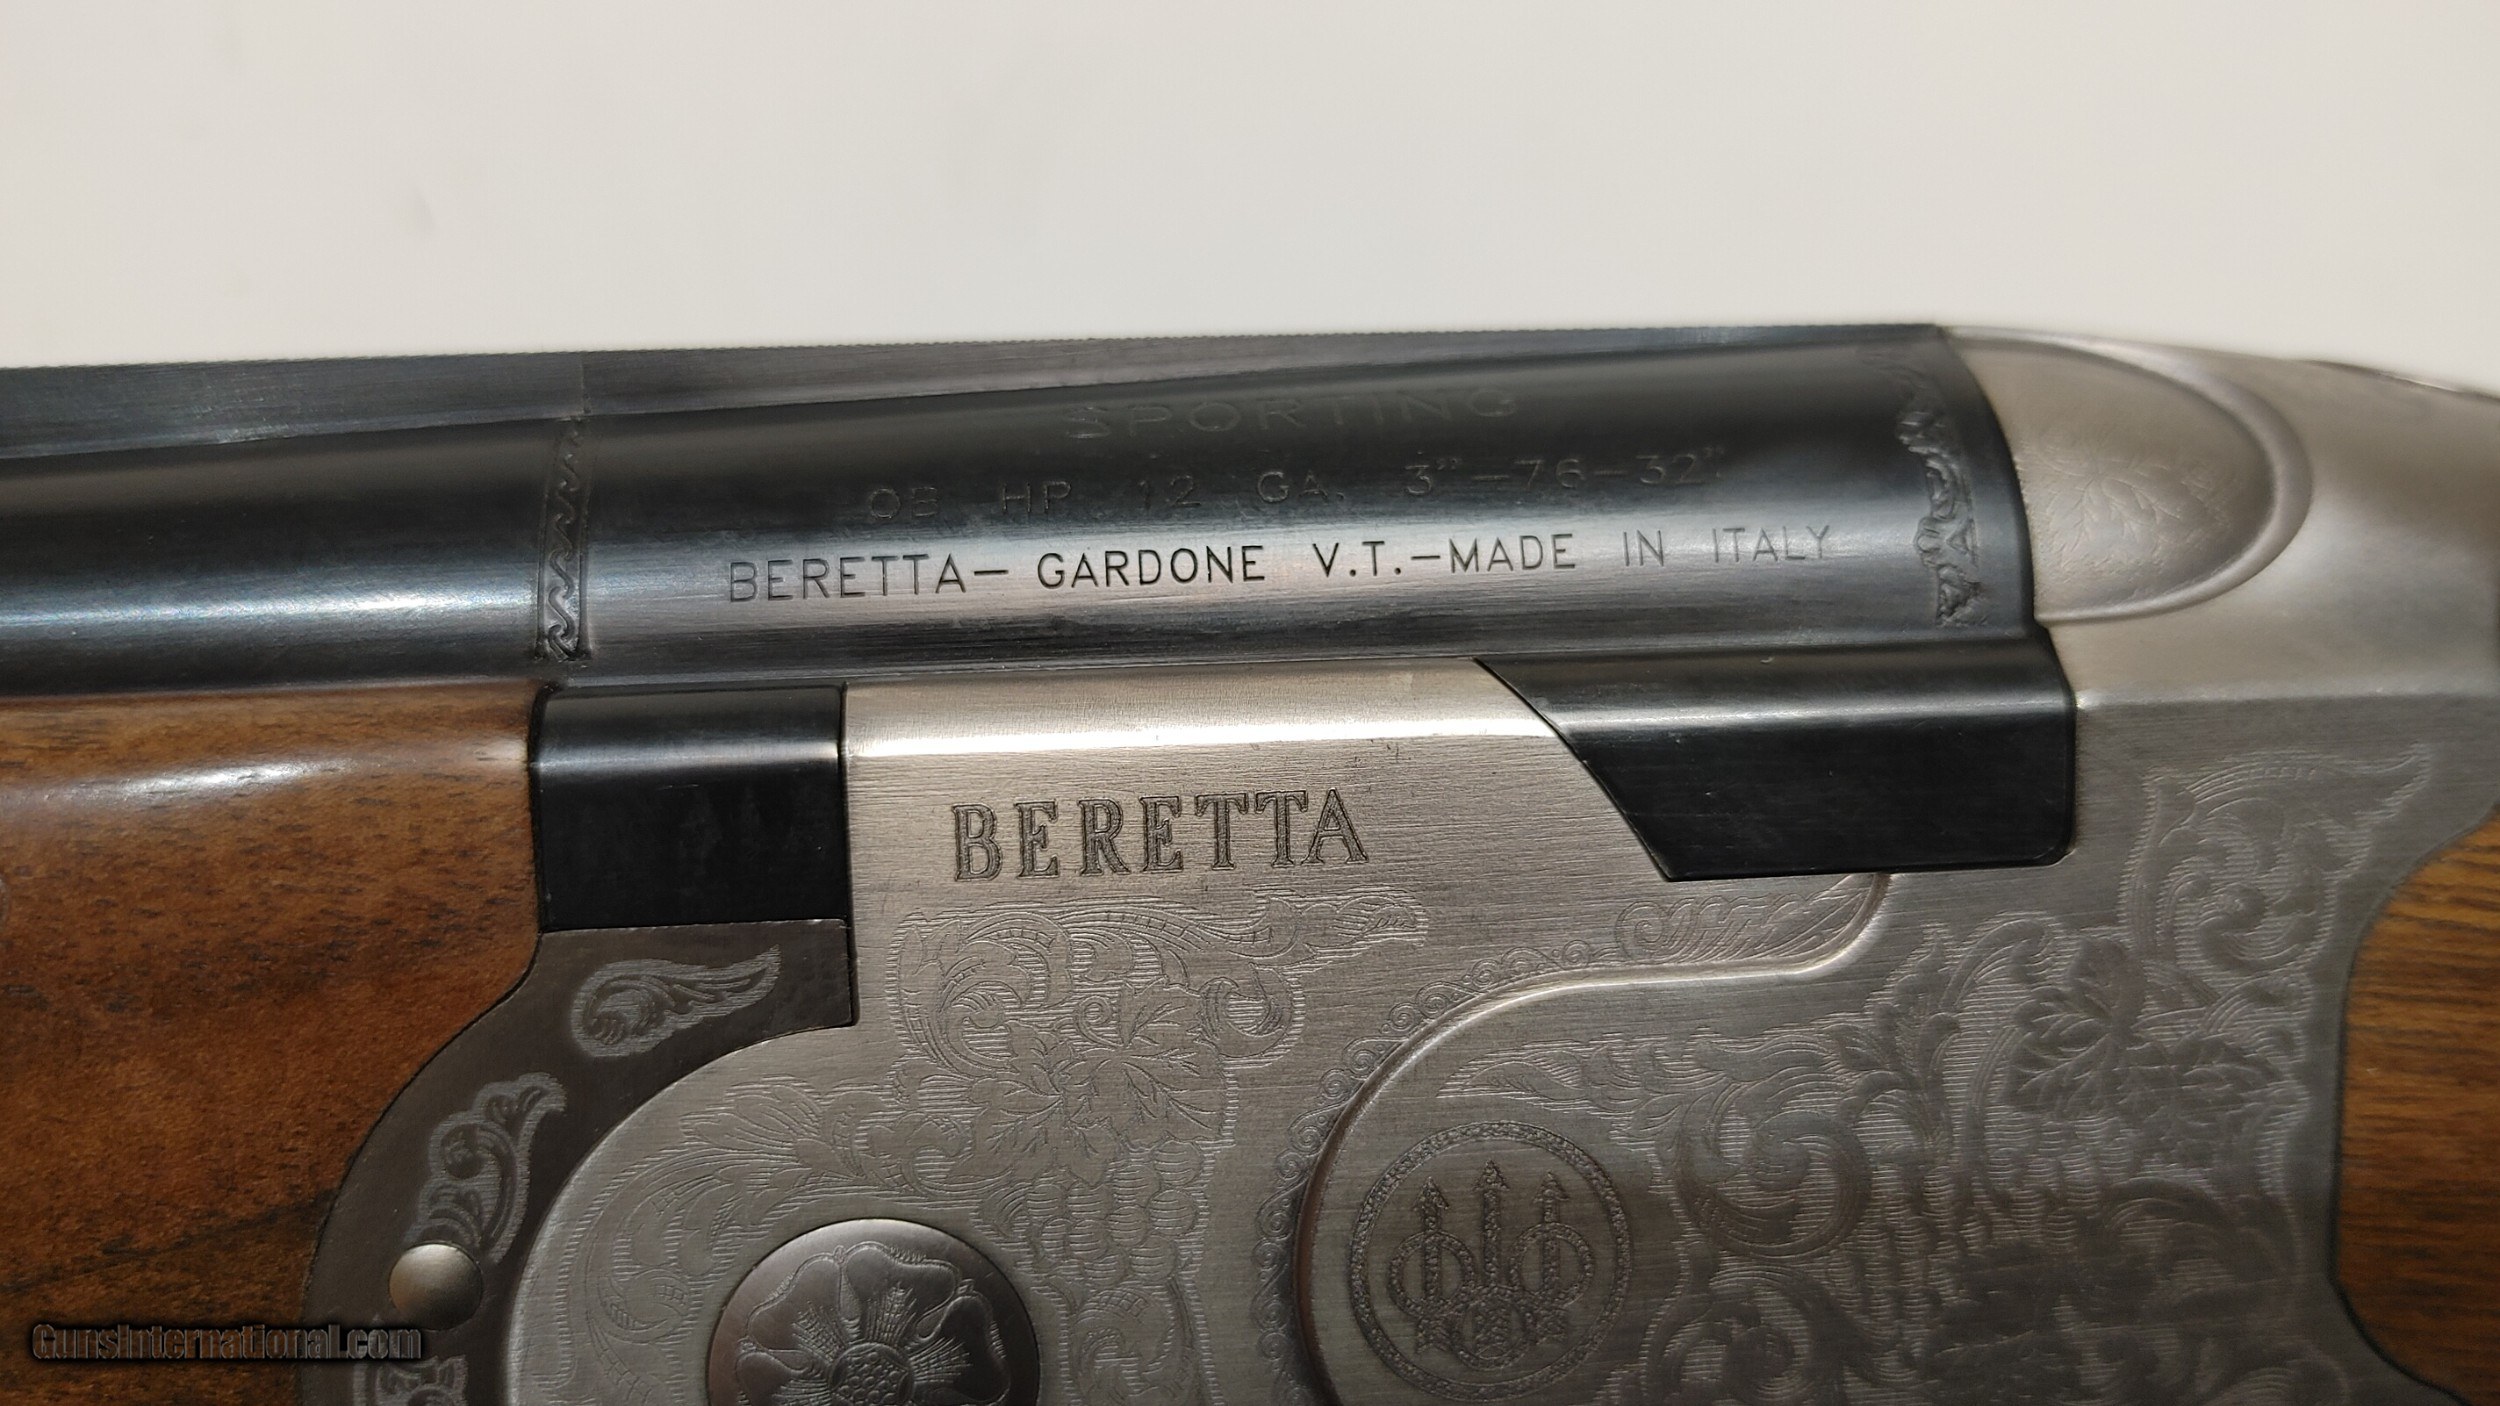 SPORTING
OB HP 12 GA. 3"-76-32"
BERETTA- GARDONE V.T.-MADE IN ITALY
BERETTA
GunsInternational.com